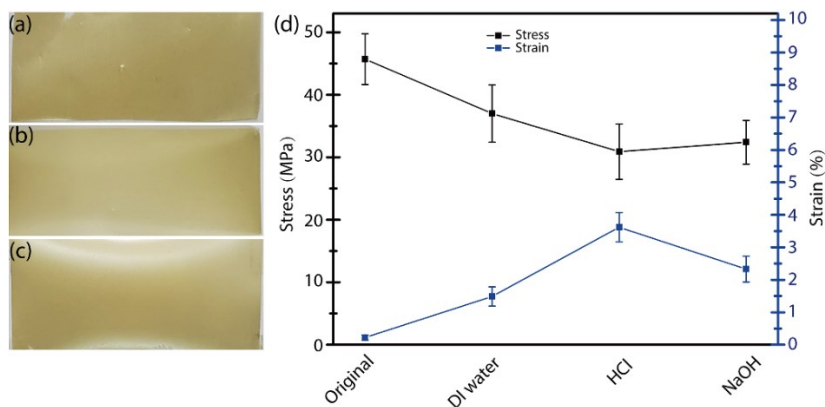 (a)
(b)
(c)
(d)
Stress
Strain
Stress (MPa)
50
40
30
20
10
0
Strain (%)
10
9
8
7
6
5
4
3
2
1
0
Original
DI water
HCl
NaOH